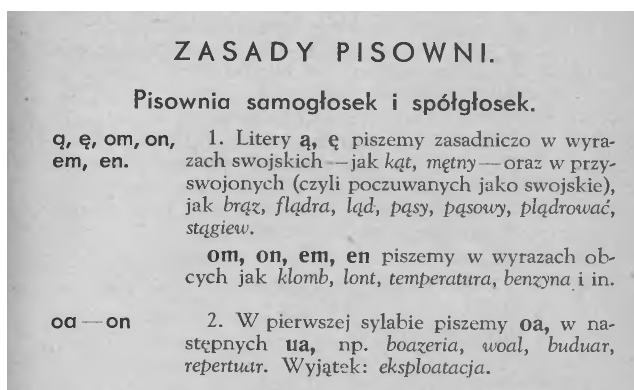 ZASADY PISOWNI.
Pisownia samogłosek i spółgłosek.
ą, ę, om, on,
em, en.
1. Litery ą, ę piszemy zasadniczo w wyra-
zach swojskich — jak kąt, mętny — oraz w przy-
swojonych (czyli poczuwanych jako swojskie),
jak brąz, flądra, ląd, pąsy, pąsowy, plądrować,
stągiew.
om, on, em, en piszemy w wyrazach ob-
cych jak klomb, lont, temperatura, benzyna i in.
oa — on
2. W pierwszej sylabie piszemy oa, w na-
stępnych ua, np. boazeria, woal, buduar,
repertuar. Wyjątek: eksploatacja.